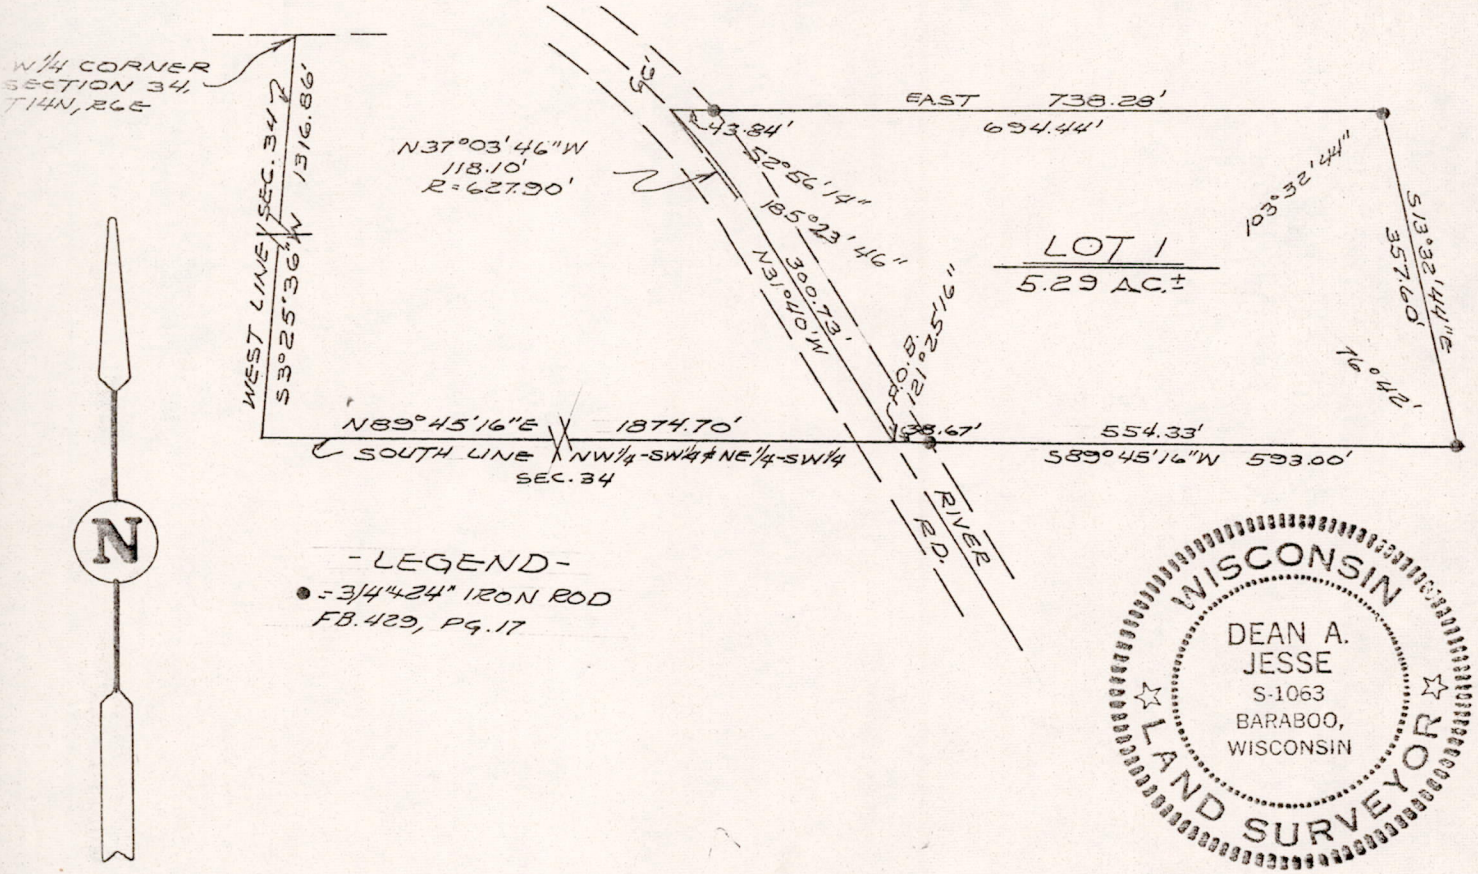 W 1/4 CORNER
SECTION 34,
T14N, R6E
WEST LINE SEC. 34
S3°25'36"W 1316.86'
N37°03'46"W
118.10'
R=627.90'
66'
EAST 738.28'
43.84'
694.44'
52°56'14"
185°23'46"
103°32'44"
S13°32'44"E
357.60'
LOT 1
5.29 AC.±
300.73'
N31°40'W
P.O.B.
121°25'16"
76°42'
N89°45'16"E 1874.70'
38.67'
554.33'
SOUTH LINE NW1/4-SW1/4 & NE1/4-SW1/4
SEC. 34
S89°45'16"W 593.00'
RIVER
RD.
N
-LEGEND-
● = 3/4"x24" IRON ROD
FB. 429, PG. 17
WISCONSIN
DEAN A.
JESSE
S-1063
BARABOO,
WISCONSIN
☆ LAND SURVEYOR ☆